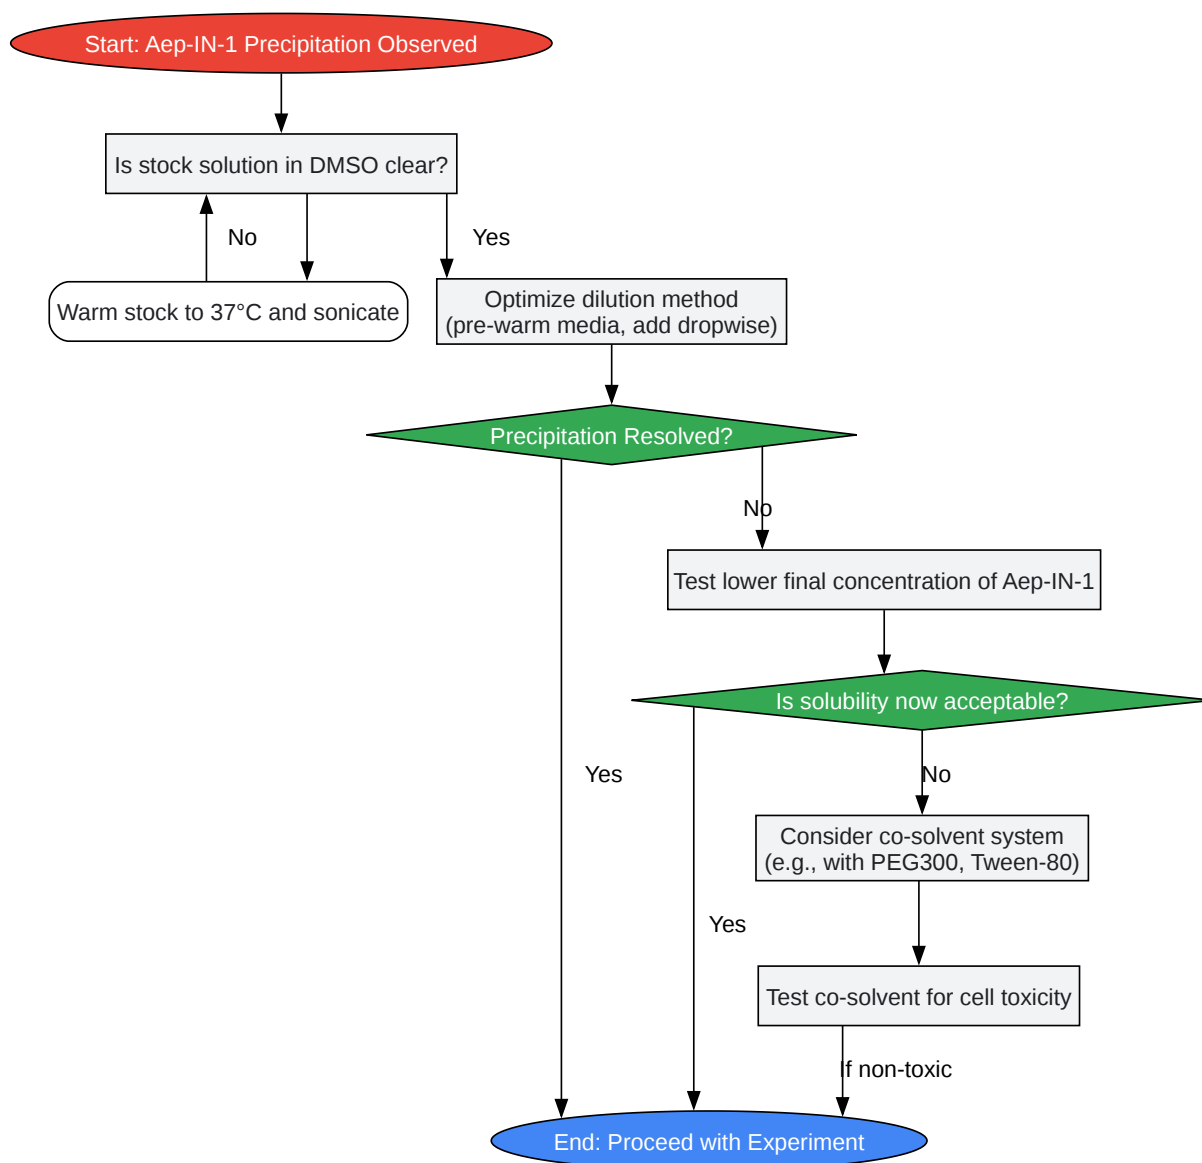 Start: Aep-IN-1 Precipitation Observed
Is stock solution in DMSO clear?
No
Yes
Warm stock to 37°C and sonicate
Optimize dilution method
(pre-warm media, add dropwise)
Precipitation Resolved?
No
Test lower final concentration of Aep-IN-1
Is solubility now acceptable?
Yes
No
Consider co-solvent system
(e.g., with PEG300, Tween-80)
Yes
Test co-solvent for cell toxicity
If non-toxic
End: Proceed with Experiment